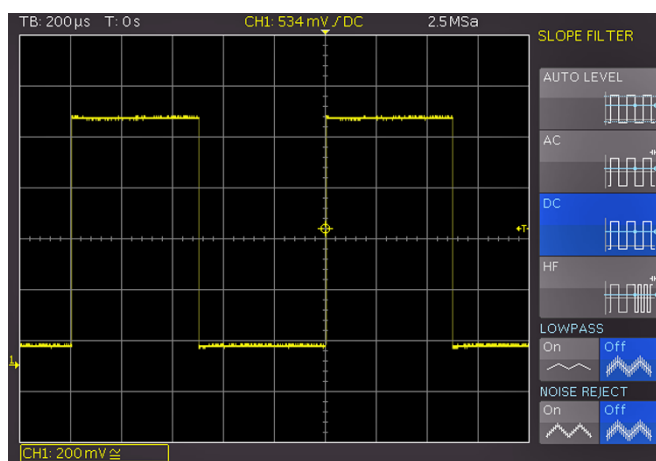 TB: 200µs T: 0s CH1: 534 mV / DC 2.5MSa
SLOPE FILTER
AUTO LEVEL
AC
DC
HF
LOWPASS
On Off
NOISE REJECT
On Off
T
1
CH1: 200mV≅